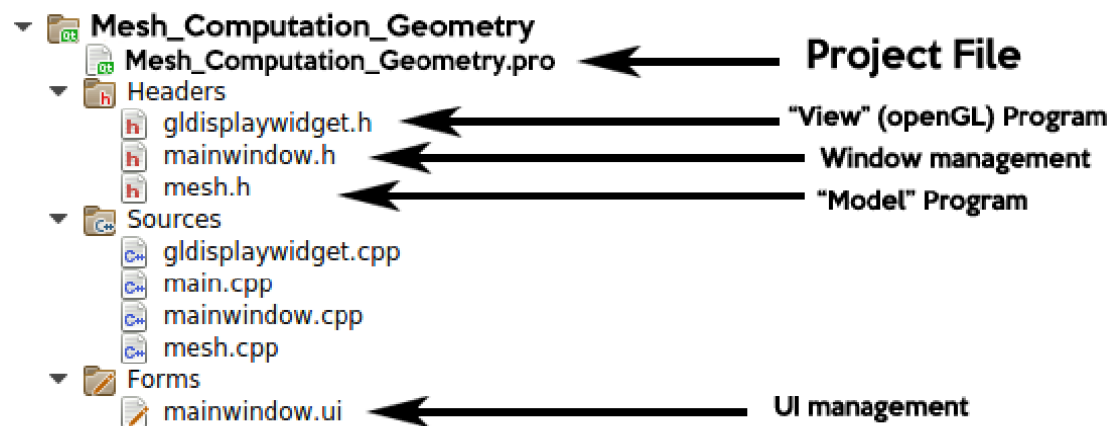 Mesh_Computation_Geometry
Mesh_Computation_Geometry.pro Project File
Headers
gldisplaywidget.h “View” (openGL) Program
mainwindow.h Window management
mesh.h “Model” Program
Sources
gldisplaywidget.cpp
main.cpp
mainwindow.cpp
mesh.cpp
Forms
mainwindow.ui UI management